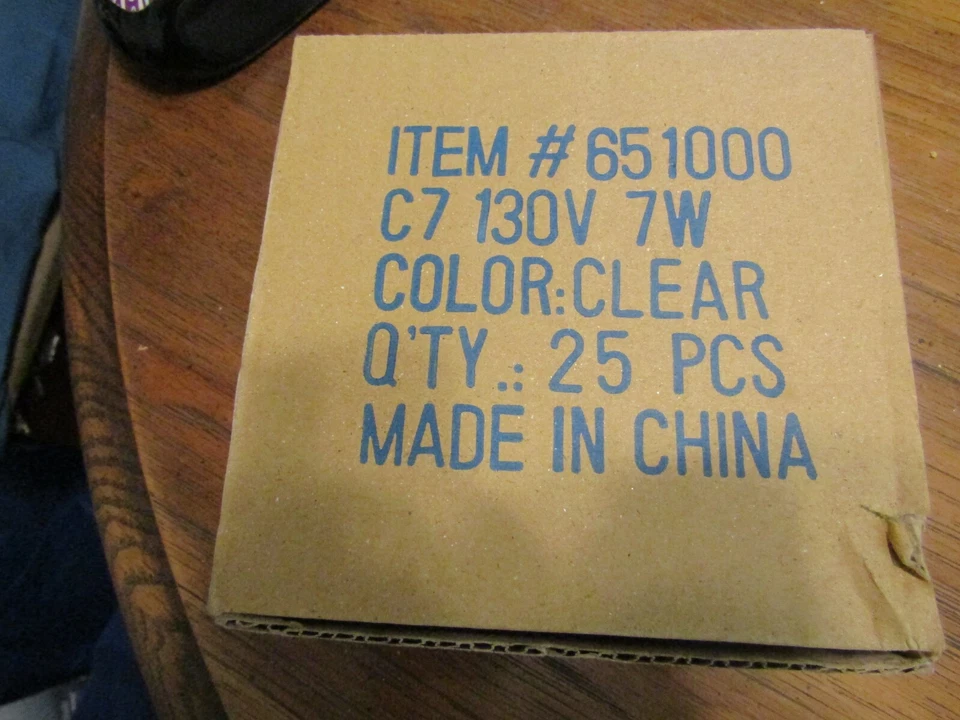 ITEM #651000
C7 130V 7W
COLOR:CLEAR
Q'TY.: 25 PCS
MADE IN CHINA